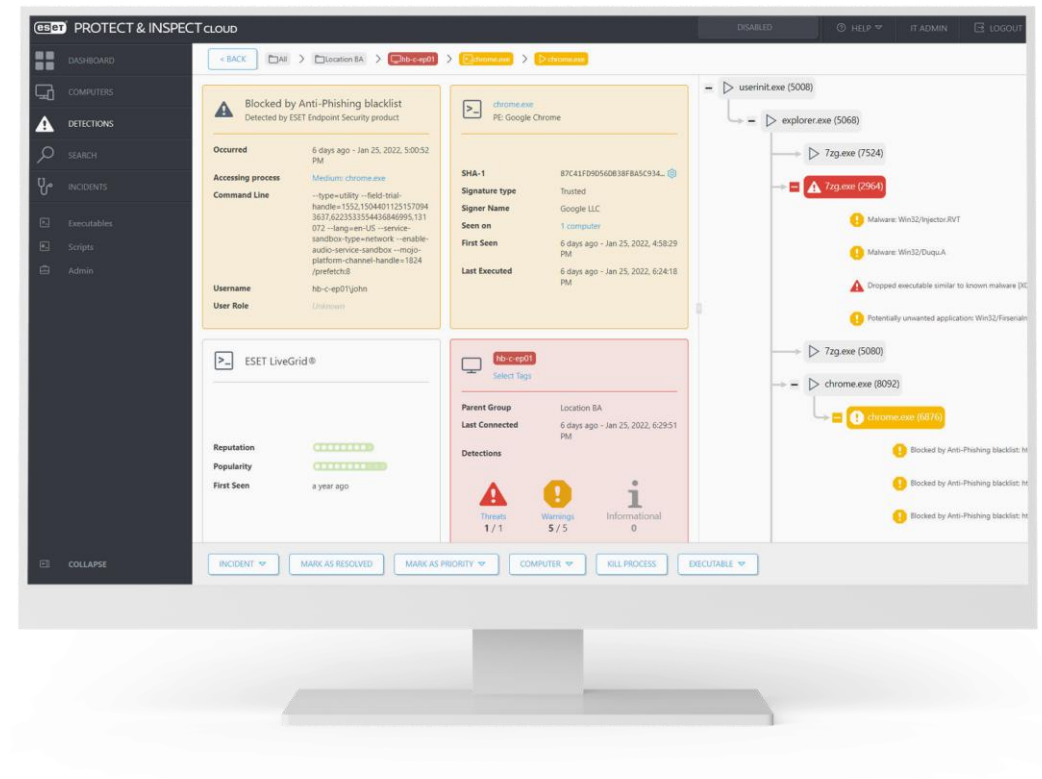 eset PROTECT & INSPECT CLOUD
DISABLED
HELP
IT ADMIN
LOGOUT
DASHBOARD
COMPUTERS
DETECTIONS
SEARCH
INCIDENTS
Executables
Scripts
Admin
COLLAPSE
< BACK
All > Location BA > hb-c-ep01 > chrome.exe > chrome.exe
Blocked by Anti-Phishing blacklist
Detected by ESET Endpoint Security product
Occurred 6 days ago - Jan 25, 2022, 5:00:52
PM
Accessing process Medium: chrome.exe
Command Line --type=utility --field-trial-
handle=1552,1504401125157094
3637,6223533554436846995,131
072 --lang=en-US --service-
sandbox-type=network --enable-
audio-service-sandbox --mojo-
platform-channel-handle=1824
/prefetch:8
Username hb-c-ep01\john
User Role Unknown
chrome.exe
PE: Google Chrome
SHA-1 87C41FD9D56DB38F8A5C934...
Signature type Trusted
Signer Name Google LLC
Seen on 1 computer
First Seen 6 days ago - Jan 25, 2022, 4:58:29
PM
Last Executed 6 days ago - Jan 25, 2022, 6:24:18
PM
ESET LiveGrid®
Reputation
Popularity
First Seen a year ago
hb-c-ep01
Select Tags
Parent Group Location BA
Last Connected 6 days ago - Jan 25, 2022, 6:29:51
PM
Detections
Threats
1 / 1
Warnings
5 / 5
Informational
0
userinit.exe (5008)
explorer.exe (5068)
7zg.exe (7524)
7zg.exe (2964)
Malware: Win32/Injector.RVT
Malware: Win32/Duqu.A
Dropped executable similar to known malware
Potentially unwanted application:
7zg.exe (5080)
chrome.exe (8092)
chrome.exe (6876)
Blocked by Anti-Phishing blacklist:
Blocked by Anti-Phishing blacklist:
Blocked by Anti-Phishing blacklist:
INCIDENT
MARK AS RESOLVED
MARK AS PRIORITY
COMPUTER
KILL PROCESS
EXECUTABLE